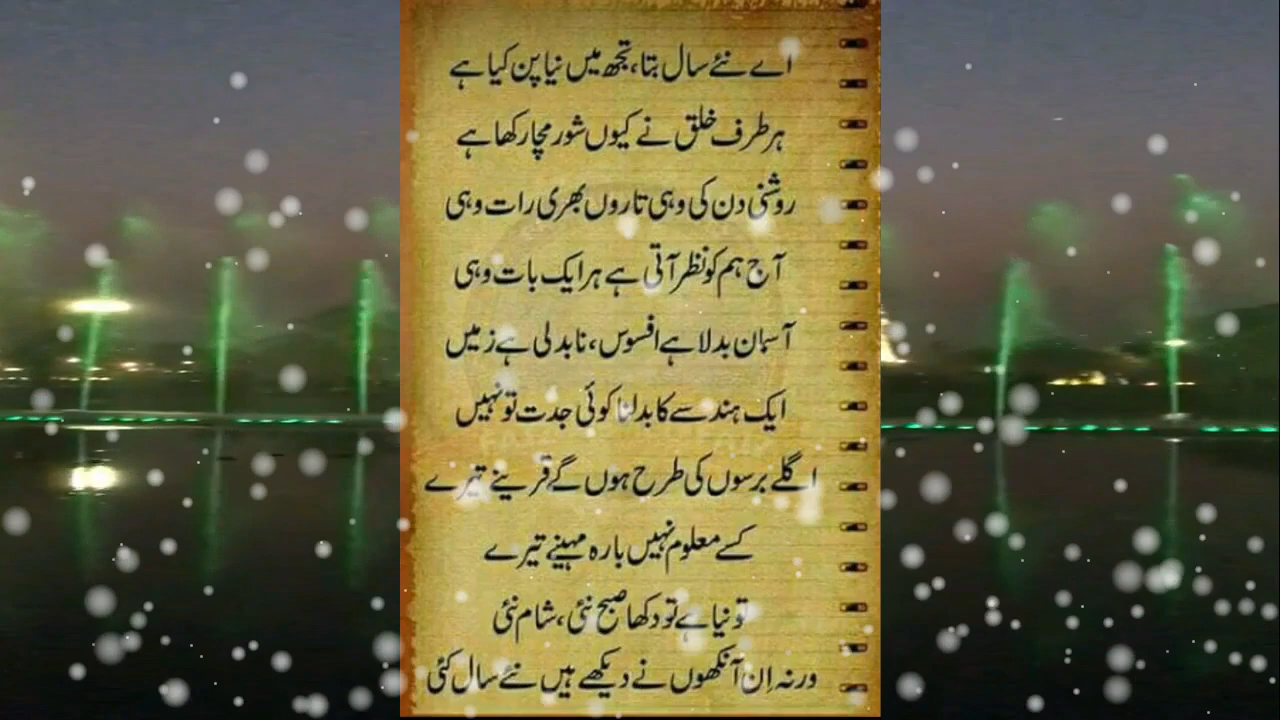 اے نئے سال بتا، تجھ میں نیا پن کیا ہے
ہر طرف خلق نے کیوں شور مچا رکھا ہے
روشنی دن کی وہی تاروں بھری رات وہی
آج ہم کو نظر آتی ہے ہر ایک بات وہی
آسمان بدلا ہے افسوس، نا بدلی ہے زمیں
ایک ہندسے کا بدلنا کوئی جدت تو نہیں
اگلے برسوں کی طرح ہوں گے قرینے تیرے
کسے معلوم نہیں بارہ مہینے تیرے
تو نیا ہے تو دکھا صبح نئی، شام نئی
ورنہ اِن آنکھوں نے دیکھے ہیں نئے سال کئی